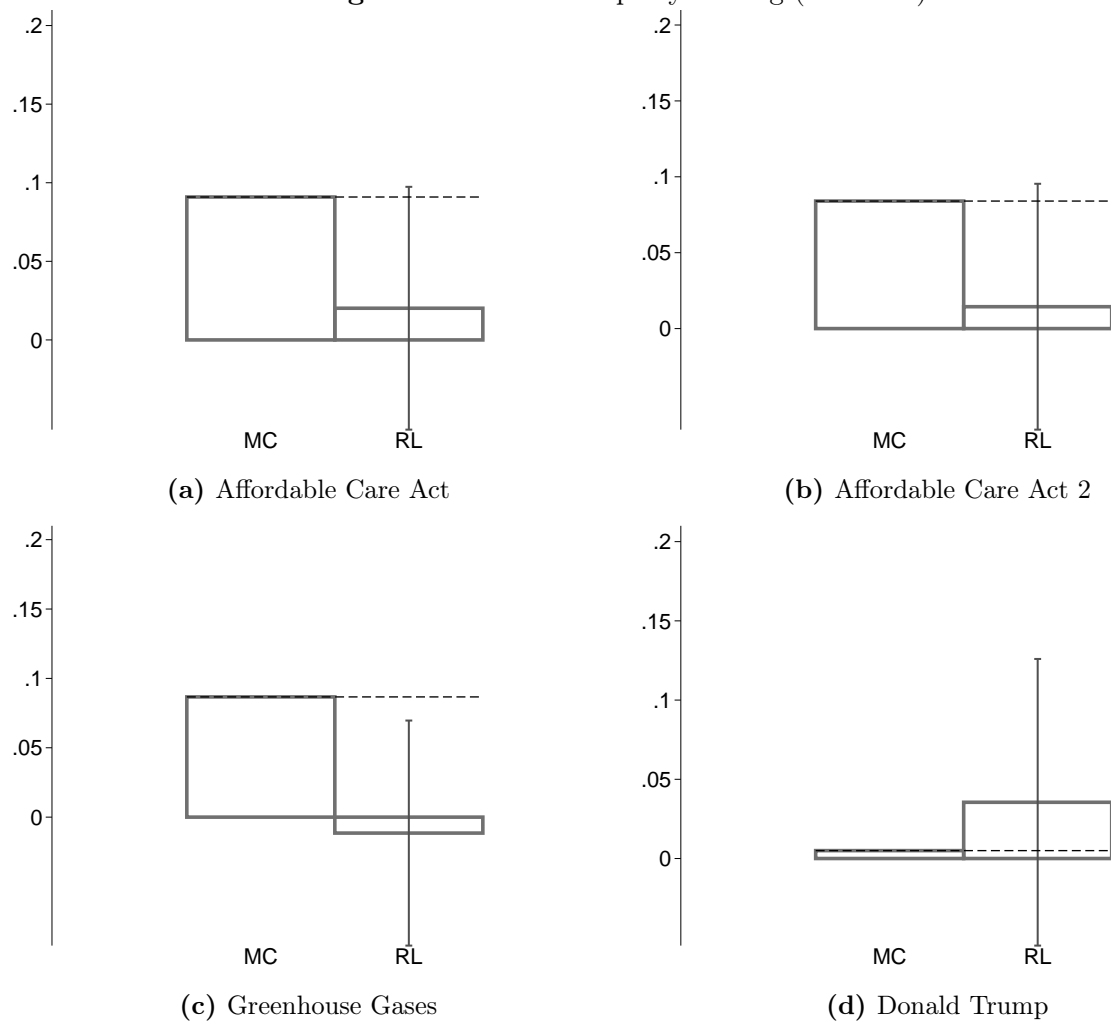 .2
.15
.1
.05
0
MC RL
(a) Affordable Care Act
.2
.15
.1
.05
0
MC RL
(b) Affordable Care Act 2
.2
.15
.1
.05
0
MC RL
(c) Greenhouse Gases
.2
.15
.1
.05
0
MC RL
(d) Donald Trump